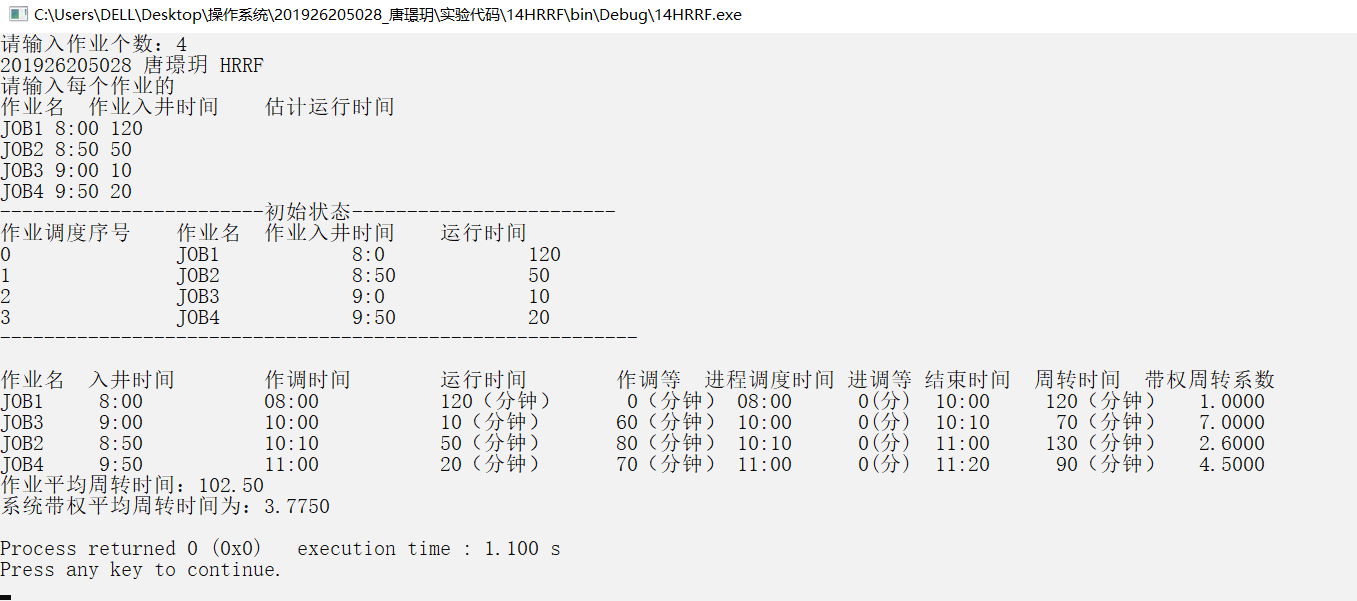 C:\Users\DELL\Desktop\操作系统\201926205028_唐璟玥\实验代码\14HRRF\bin\Debug\14HRRF.exe
请输入作业个数：4
201926205028 唐璟玥 HRRF
请输入每个作业的
作业名  作业入井时间    估计运行时间
JOB1 8:00 120
JOB2 8:50 50
JOB3 9:00 10
JOB4 9:50 20
------------------------初始状态------------------------
作业调度序号    作业名  作业入井时间    运行时间
0               JOB1            8:0             120
1               JOB2            8:50            50
2               JOB3            9:0             10
3               JOB4            9:50            20
----------------------------------------------------------
作业名  入井时间        作调时间        运行时间        作调等  进程调度时间 进调等 结束时间  周转时间  带权周转系数
JOB1     8:00           08:00           120（分钟）       0（分钟） 08:00      0(分)  10:00     120（分钟）   1.0000
JOB3     9:00           10:00           10（分钟）       60（分钟） 10:00      0(分)  10:10      70（分钟）   7.0000
JOB2     8:50           10:10           50（分钟）       80（分钟） 10:10      0(分)  11:00     130（分钟）   2.6000
JOB4     9:50           11:00           20（分钟）       70（分钟） 11:00      0(分)  11:20      90（分钟）   4.5000
作业平均周转时间：102.50
系统带权平均周转时间为：3.7750
Process returned 0 (0x0)   execution time : 1.100 s
Press any key to continue.